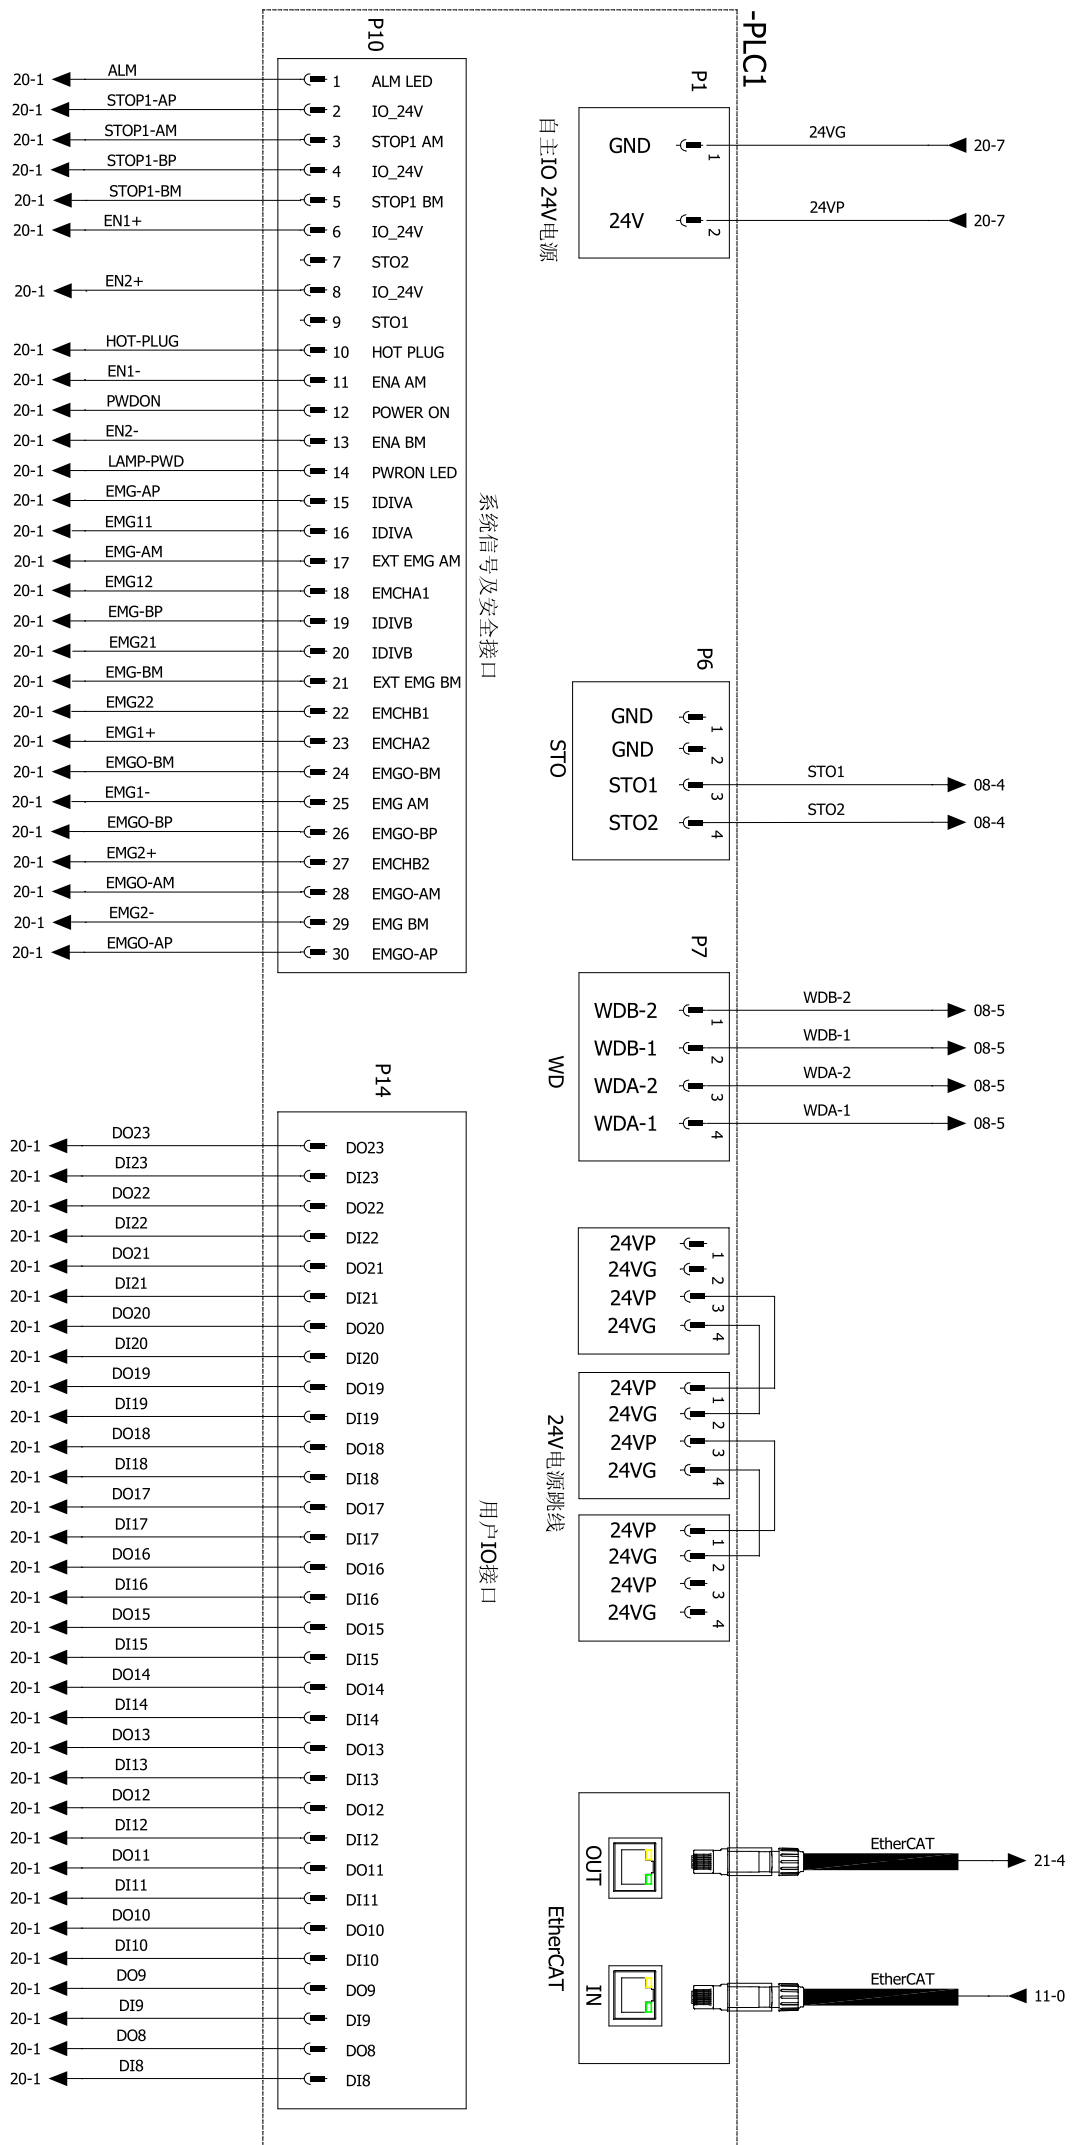 -PLC1
P10
20-1 ALM 1 ALM LED
20-1 STOP1-AP 2 IO_24V
20-1 STOP1-AM 3 STOP1 AM
20-1 STOP1-BP 4 IO_24V
20-1 STOP1-BM 5 STOP1 BM
20-1 EN1+ 6 IO_24V
7 STO2
20-1 EN2+ 8 IO_24V
9 STO1
20-1 HOT-PLUG 10 HOT PLUG
20-1 EN1- 11 ENA AM
20-1 PWDON 12 POWER ON
20-1 EN2- 13 ENA BM
20-1 LAMP-PWD 14 PWRON LED
20-1 EMG-AP 15 IDIVA
20-1 EMG11 16 IDIVA
20-1 EMG-AM 17 EXT EMG AM
20-1 EMG12 18 EMCHA1
20-1 EMG-BP 19 IDIVB
20-1 EMG21 20 IDIVB
20-1 EMG-BM 21 EXT EMG BM
20-1 EMG22 22 EMCHB1
20-1 EMG1+ 23 EMCHA2
20-1 EMGO-BM 24 EMGO-BM
20-1 EMG1- 25 EMG AM
20-1 EMGO-BP 26 EMGO-BP
20-1 EMG2+ 27 EMCHB2
20-1 EMGO-AM 28 EMGO-AM
20-1 EMG2- 29 EMG BM
20-1 EMGO-AP 30 EMGO-AP
系统信号及安全接口
P14
20-1 DO23 DO23
20-1 DI23 DI23
20-1 DO22 DO22
20-1 DI22 DI22
20-1 DO21 DO21
20-1 DI21 DI21
20-1 DO20 DO20
20-1 DI20 DI20
20-1 DO19 DO19
20-1 DI19 DI19
20-1 DO18 DO18
20-1 DI18 DI18
20-1 DO17 DO17
20-1 DI17 DI17
20-1 DO16 DO16
20-1 DI16 DI16
20-1 DO15 DO15
20-1 DI15 DI15
20-1 DO14 DO14
20-1 DI14 DI14
20-1 DO13 DO13
20-1 DI13 DI13
20-1 DO12 DO12
20-1 DI12 DI12
20-1 DO11 DO11
20-1 DI11 DI11
20-1 DO10 DO10
20-1 DI10 DI10
20-1 DO9 DO9
20-1 DI9 DI9
20-1 DO8 DO8
20-1 DI8 DI8
用户IO接口
P1
GND 1 24VG 20-7
24V 2 24VP 20-7
自主IO 24V电源
P6
GND 1
GND 2
STO1 3 STO1 08-4
STO2 4 STO2 08-4
STO
P7
WDB-2 1 WDB-2 08-5
WDB-1 2 WDB-1 08-5
WDA-2 3 WDA-2 08-5
WDA-1 4 WDA-1 08-5
WD
24VP 1
24VG 2
24VP 3
24VG 4
24VP 1
24VG 2
24VP 3
24VG 4
24VP 1
24VG 2
24VP 3
24VG 4
24V电源跳线
OUT EtherCAT 21-4
IN EtherCAT 11-0
EtherCAT